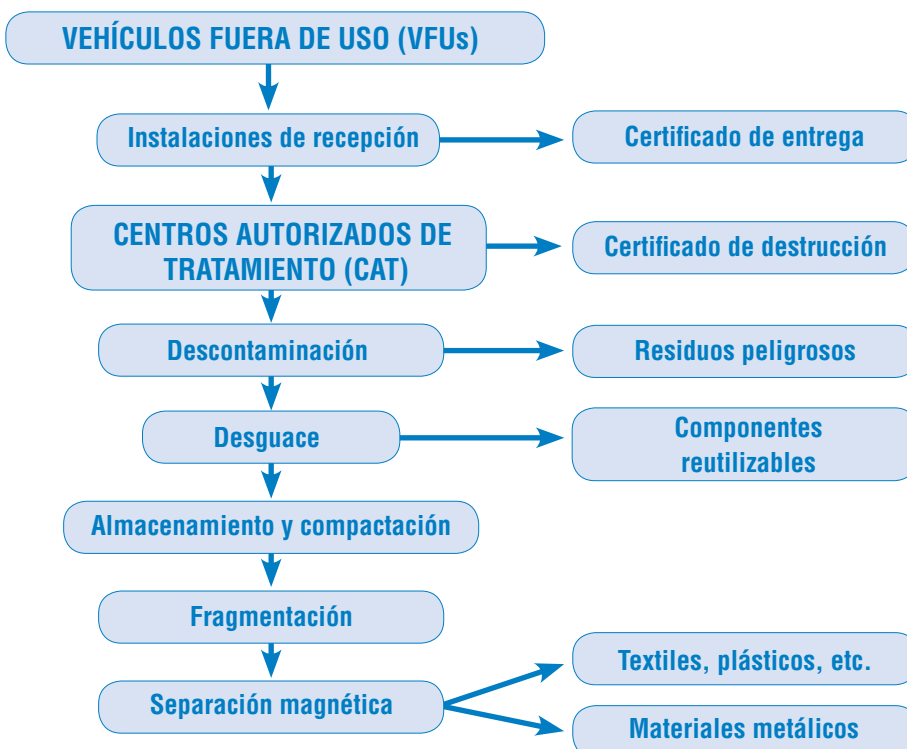 VEHÍCULOS FUERA DE USO (VFUs)
Instalaciones de recepción
Certificado de entrega
CENTROS AUTORIZADOS DE
TRATAMIENTO (CAT)
Certificado de destrucción
Descontaminación
Residuos peligrosos
Desguace
Componentes
reutilizables
Almacenamiento y compactación
Fragmentación
Separación magnética
Textiles, plásticos, etc.
Materiales metálicos